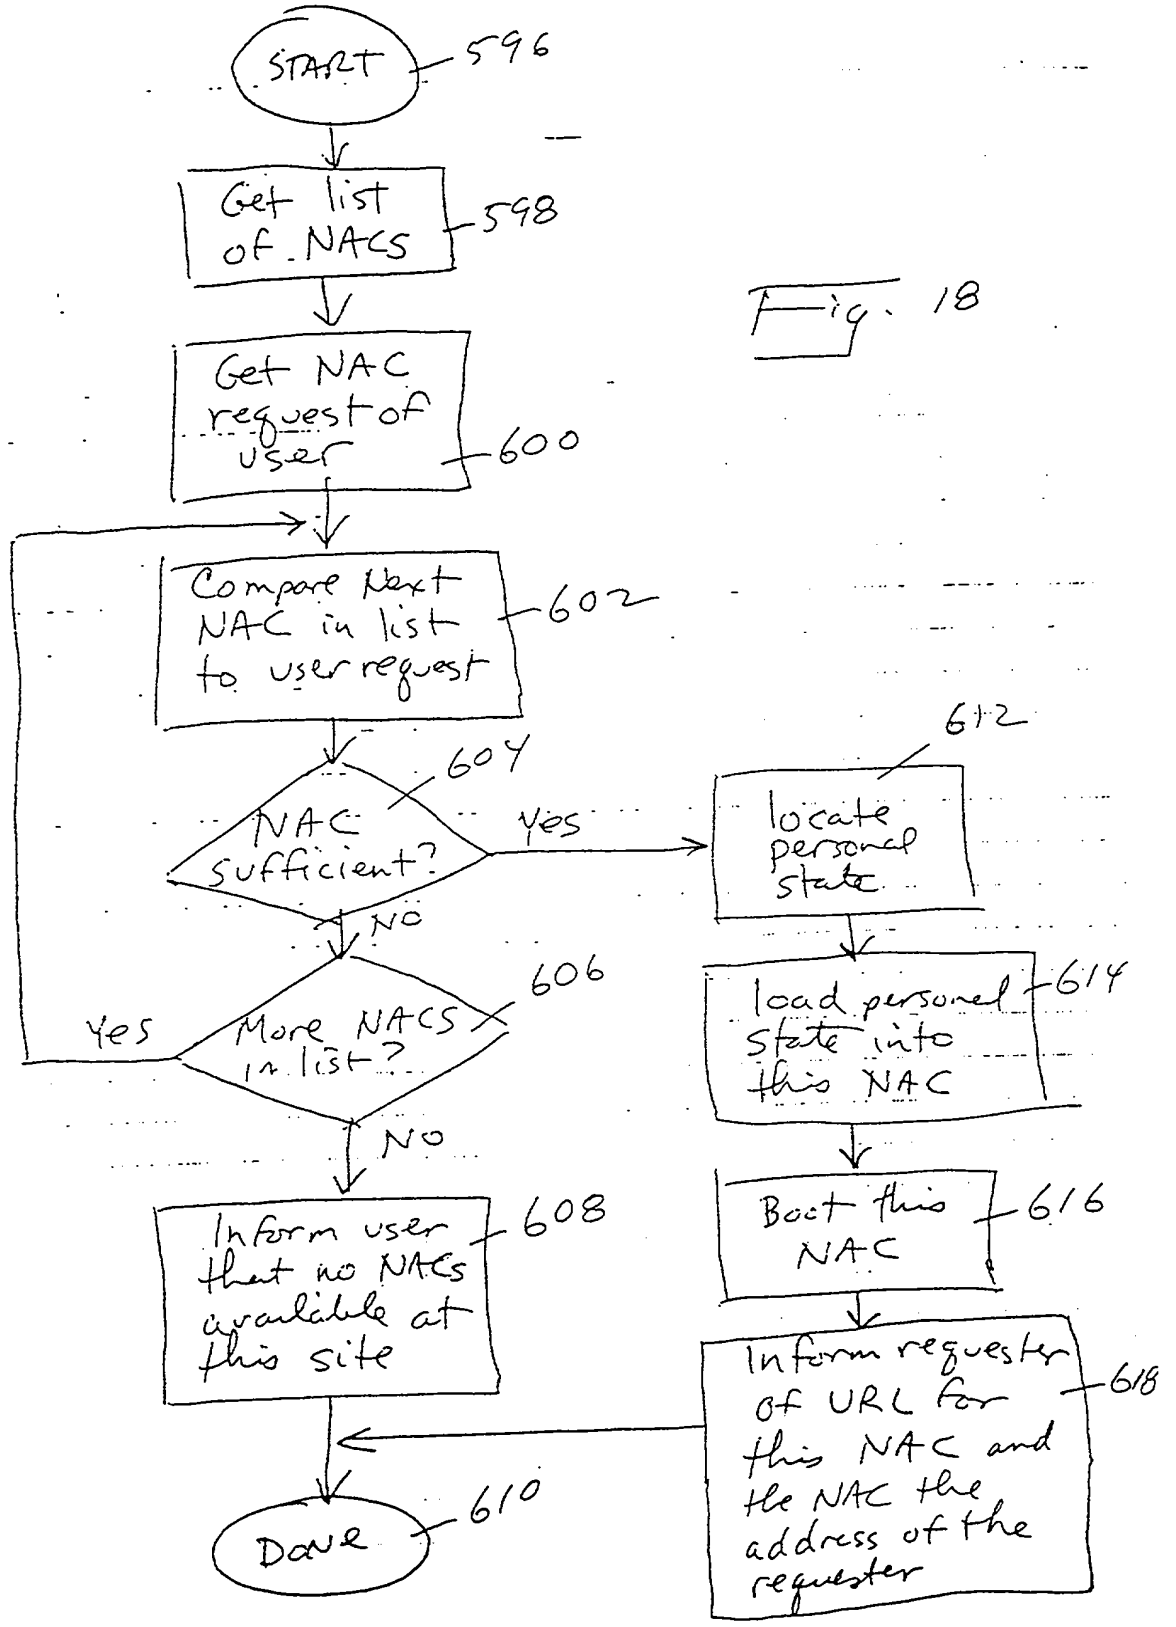 START
596
Get list
of NACS
598
Fig. 18
Get NAC
request of
user
600
Compare Next
NAC in list
to user request
602
604
NAC
sufficient?
Yes
NO
612
locate
personal
state
606
More NACS
in list?
Yes
NO
load personal
state into
this NAC
614
Boot this
NAC
616
Inform user
that no NACs
available at
this site
608
Inform requester
of URL for
this NAC and
the NAC the
address of the
requester
618
Done
610